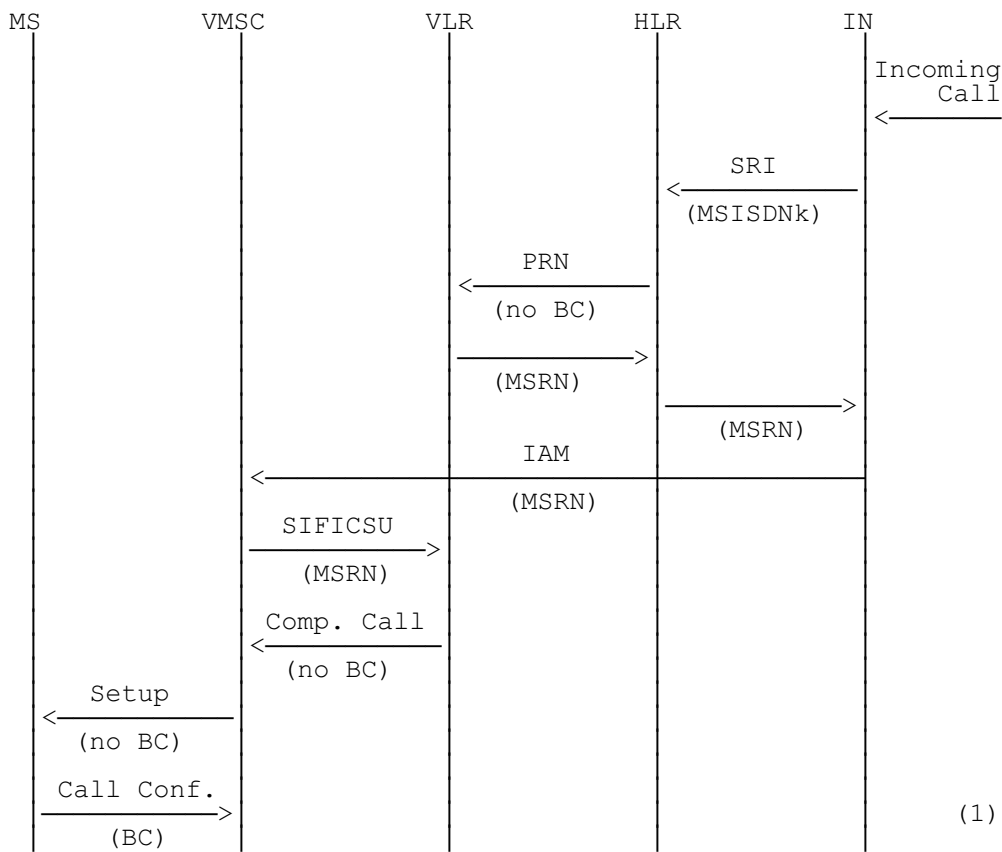 MS VMSC VLR HLR IN
Incoming
Call
SRI
(MSISDNk)
PRN
(no BC)
(MSRN)
(MSRN)
IAM
(MSRN)
SIFICSU
(MSRN)
Comp. Call
(no BC)
Setup
(no BC)
Call Conf.
(1)
(BC)